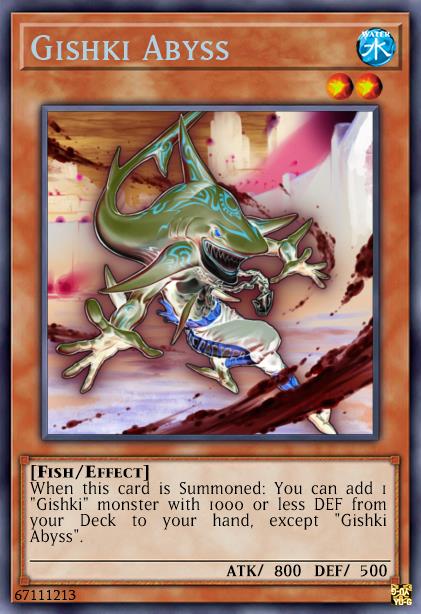 Gishki Abyss
WATER
水
[Fish/Effect]
When this card is Summoned: You can add 1
"Gishki" monster with 1000 or less DEF from
your Deck to your hand, except "Gishki
Abyss".
ATK/ 800 DEF/ 500
67111213